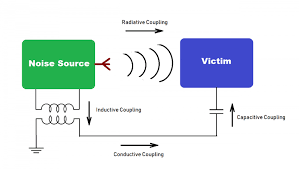 Radiative Coupling
Noise Source
Victim
Inductive Coupling
Capacitive Coupling
Conductive Coupling